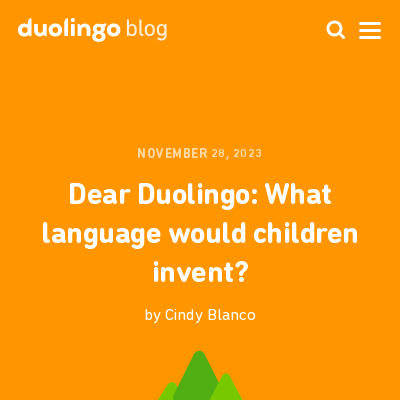 duolingo blog
NOVEMBER 28, 2023
Dear Duolingo: What
language would children
invent?
by Cindy Blanco